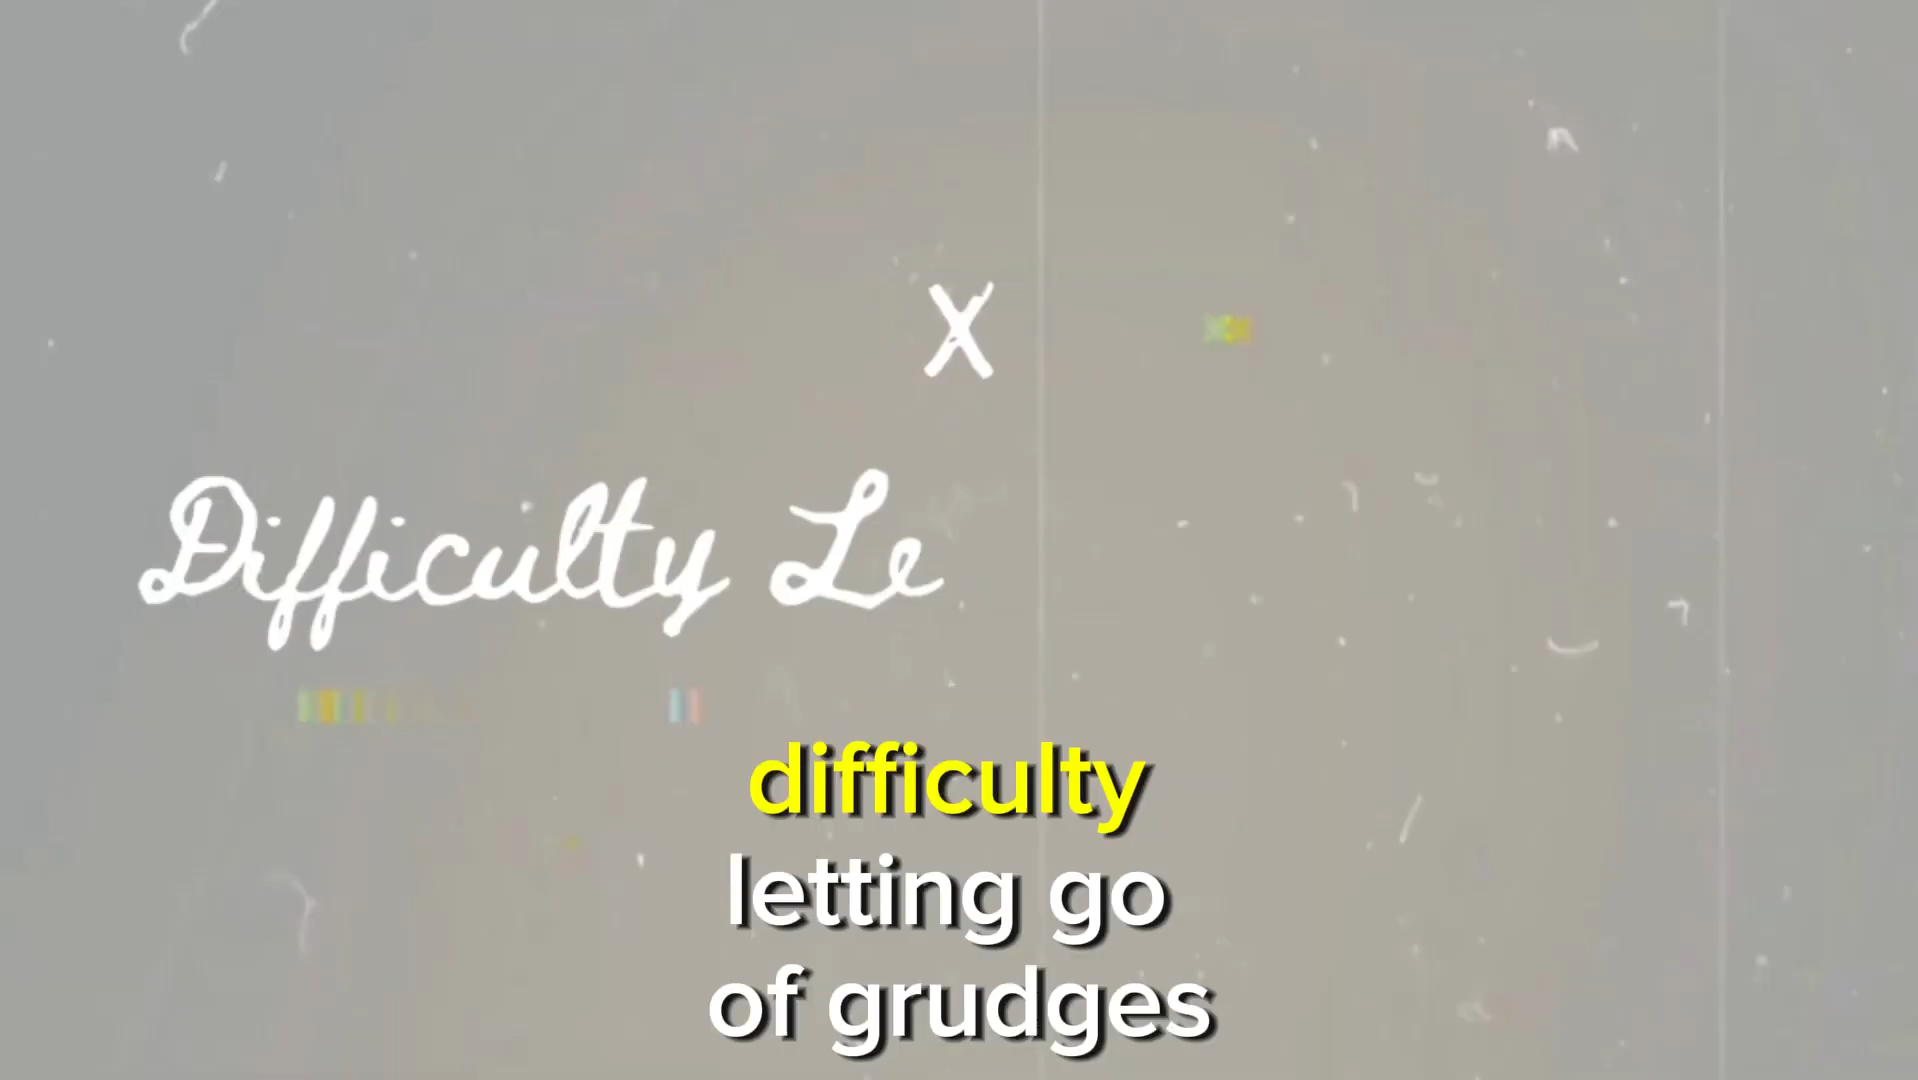 X
Difficulty Le
difficulty
letting go
of grudges